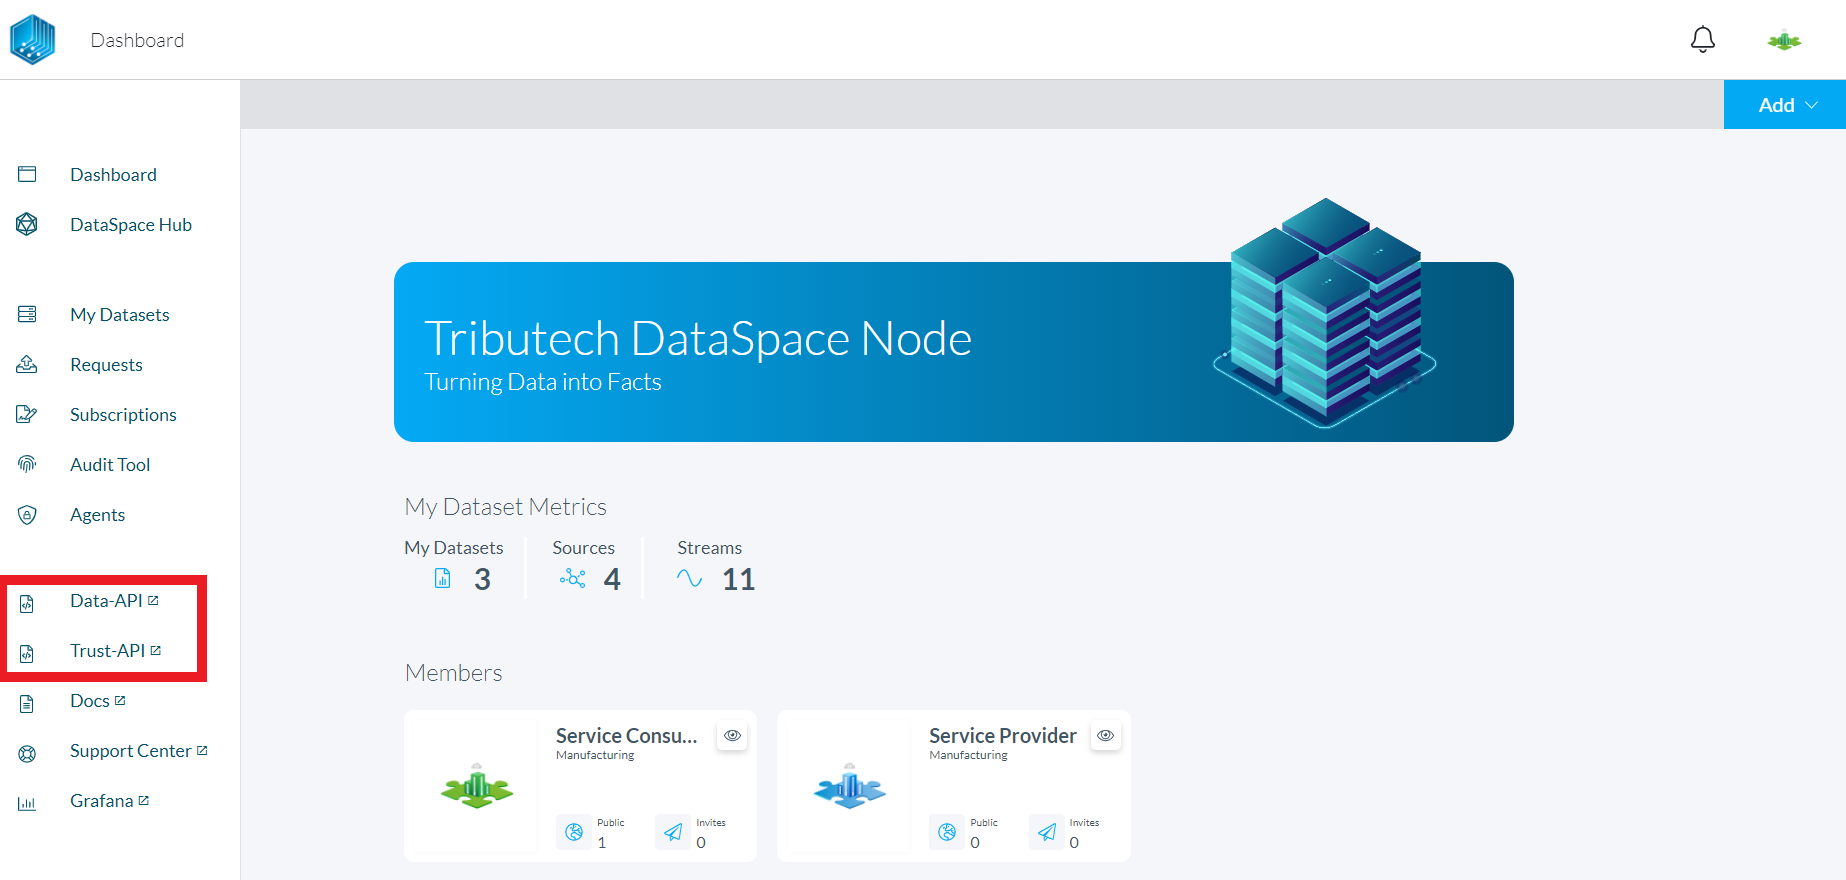 Dashboard
Add
Dashboard
DataSpace Hub
My Datasets
Requests
Subscriptions
Audit Tool
Agents
Data-API
Trust-API
Docs
Support Center
Grafana
Tributech DataSpace Node
Turning Data into Facts
My Dataset Metrics
My Datasets
3
Sources
4
Streams
11
Members
Service Consu...
Manufacturing
Public
1
Invites
0
Service Provider
Manufacturing
Public
0
Invites
0